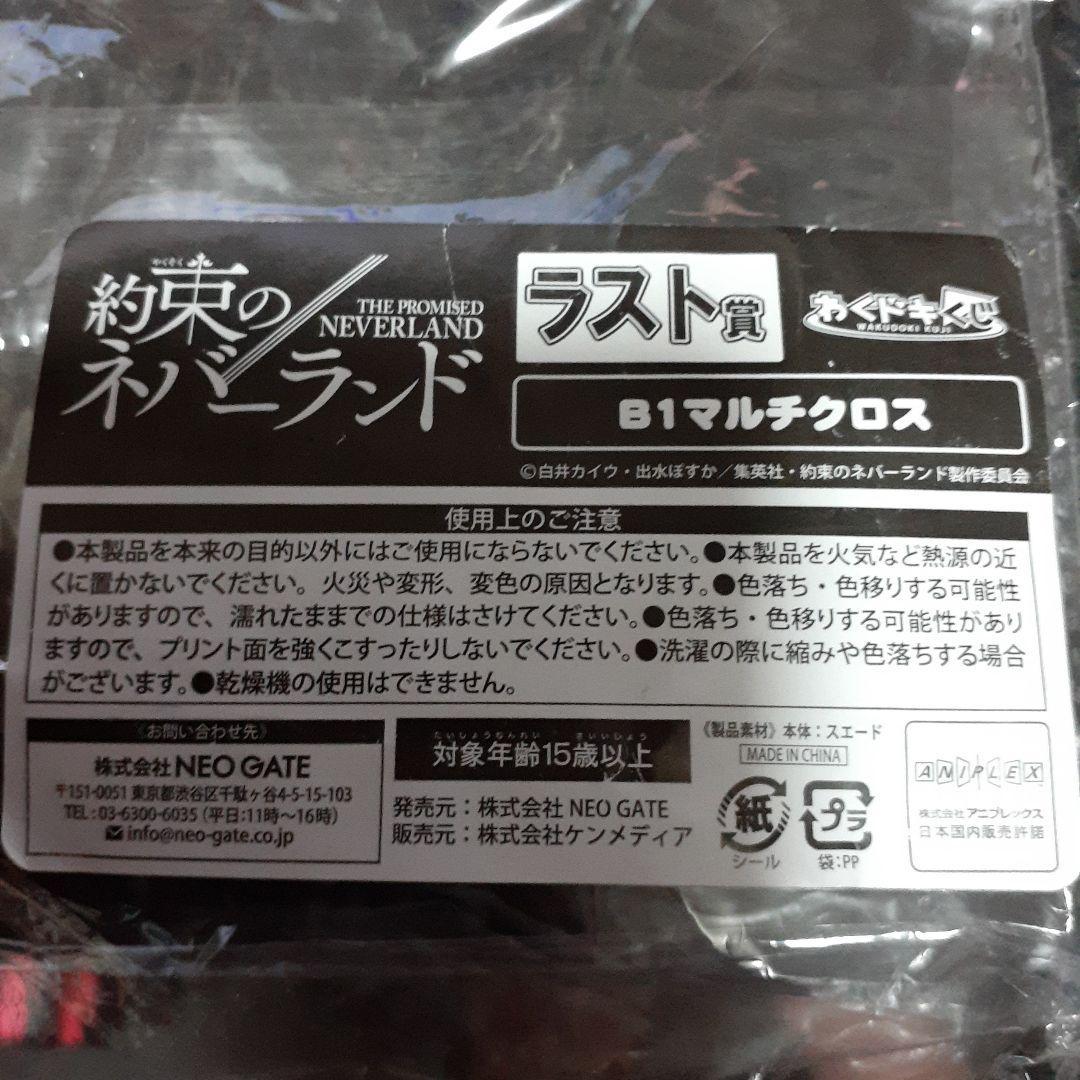 やくそく
約束の
ネバーランド
THE PROMISED
NEVERLAND
ラスト賞
わくドキくじ
WAKUDOKI KUJI
B1マルチクロス
©白井カイウ・出水ぽすか／集英社・約束のネバーランド製作委員会
使用上のご注意
●本製品を本来の目的以外にはご使用にならないでください。●本製品を火気など熱源の近
くに置かないでください。火災や変形、変色の原因となります。●色落ち・色移りする可能性
がありますので、濡れたままでの仕様はさけてください。●色落ち・色移りする可能性があり
ますので、プリント面を強くこすったりしないでください。●洗濯の際に縮みや色落ちする場合
がございます。●乾燥機の使用はできません。
《お問い合わせ先》
株式会社 NEO GATE
〒151-0051 東京都渋谷区千駄ヶ谷4-5-15-103
TEL：03-6300-6035（平日：11時～16時）
info@neo-gate.co.jp
たいしょうねんれい さいいじょう
対象年齢15歳以上
発売元：株式会社 NEO GATE
販売元：株式会社ケンメディア
《製品素材》本体：スエード
MADE IN CHINA
紙
シール
プラ
袋：PP
ANIPLEX
株式会社 アニプレックス
日本国内販売許諾